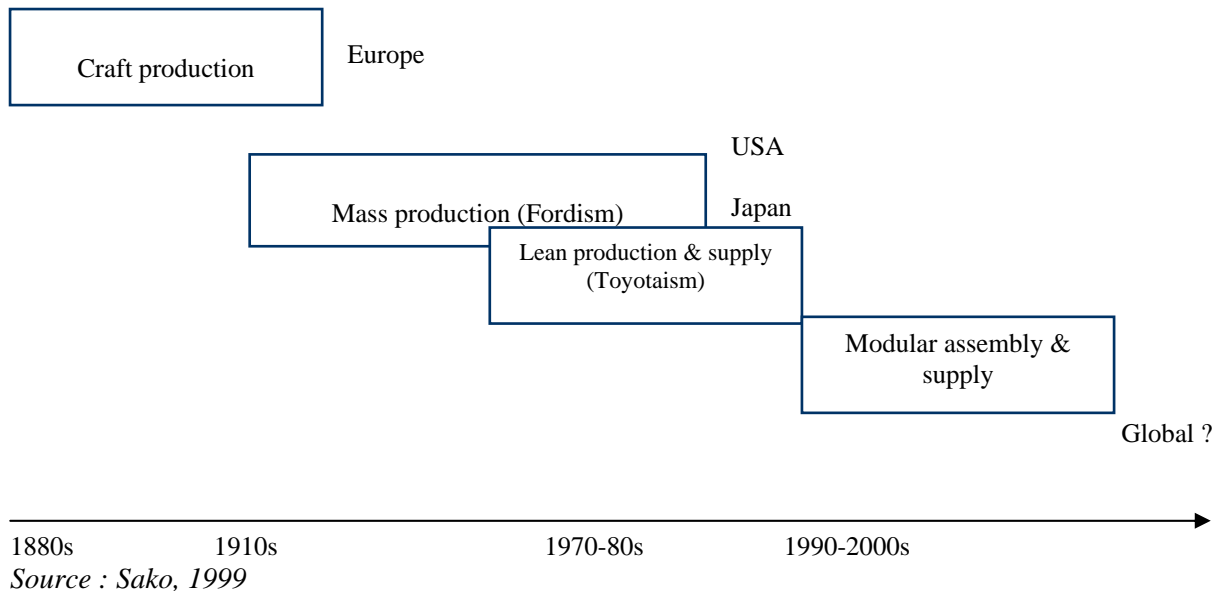 Craft production
Europe
USA
Mass production (Fordism)
Japan
Lean production & supply
(Toyotaism)
Modular assembly &
supply
Global ?
1880s 1910s 1970-80s 1990-2000s
Source : Sako, 1999